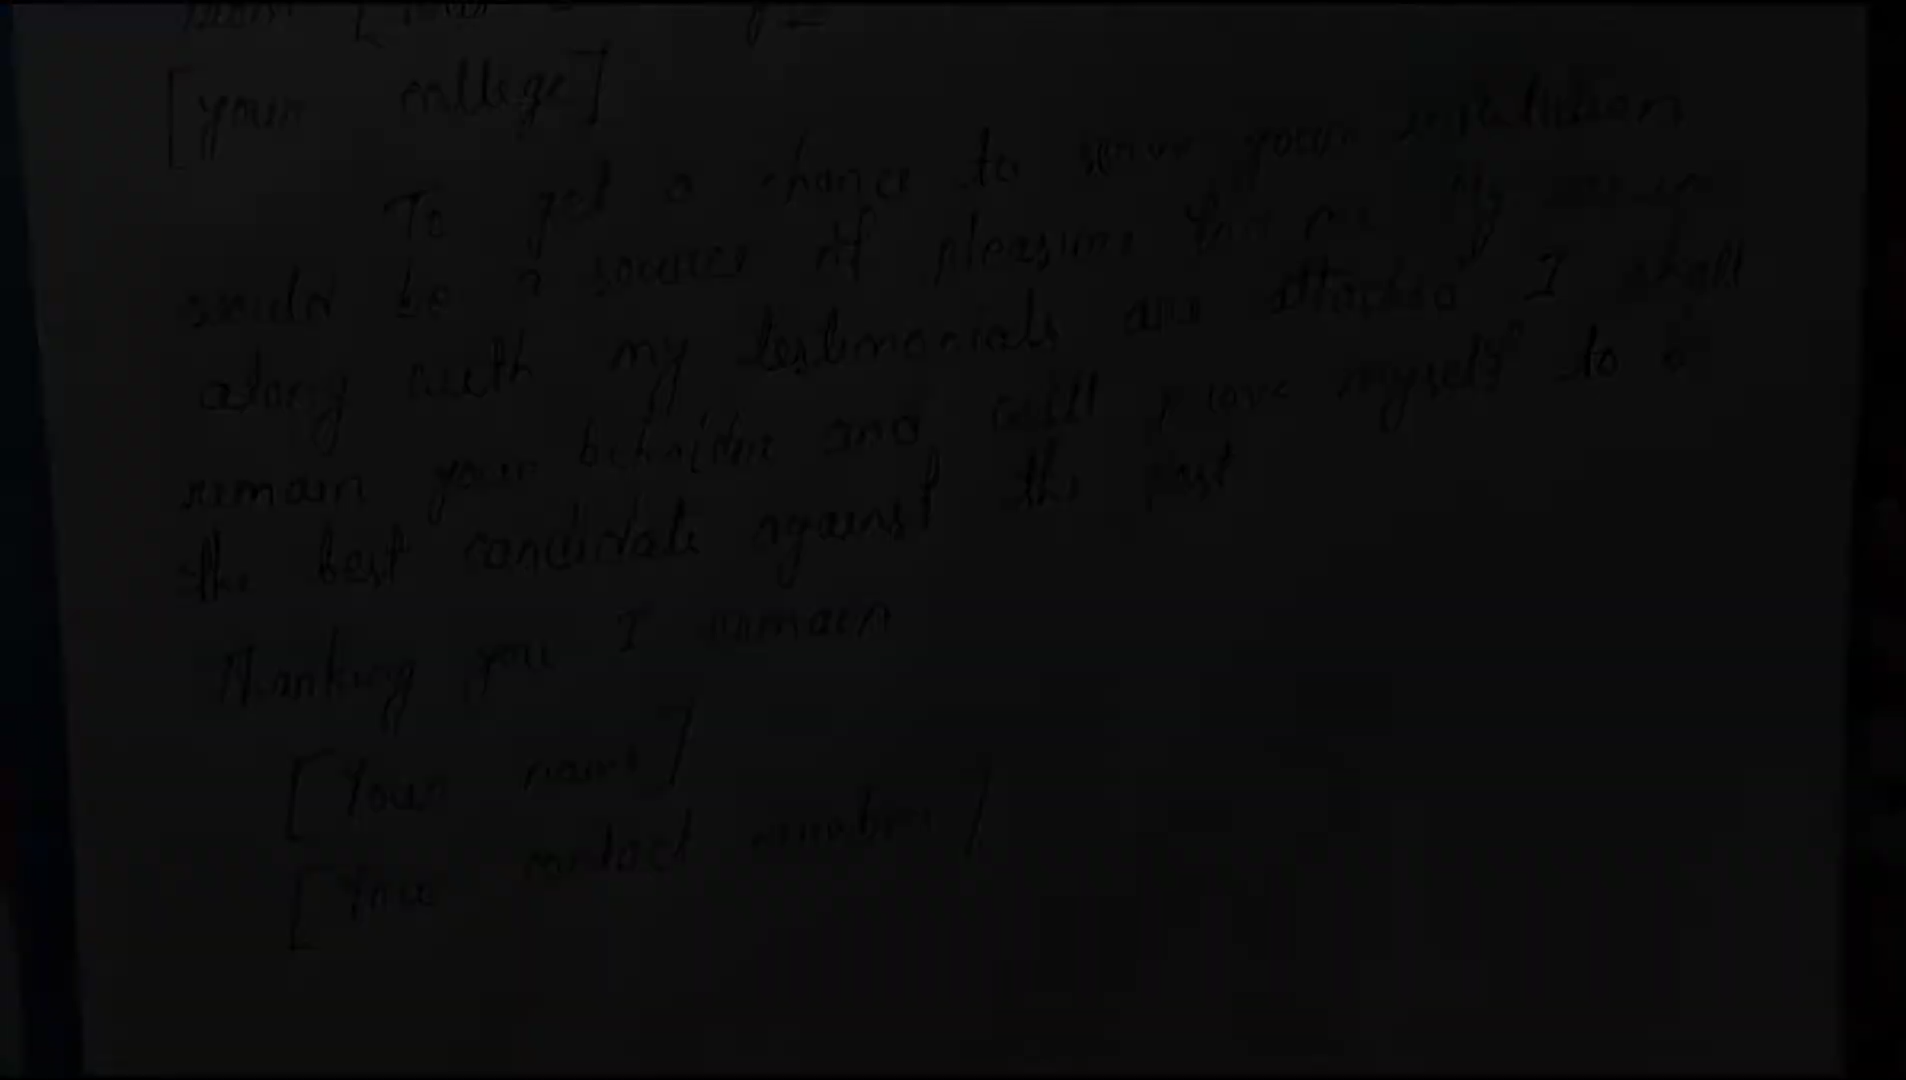 [your college]
To get a chance to serve your institution
would be a source of pleasure for me My
along with my testimonials are attached I shall
remain your behaider and will prove myself to be
the best candidate against the post
Thanking you I remain
[Your name]
[Your contact number]